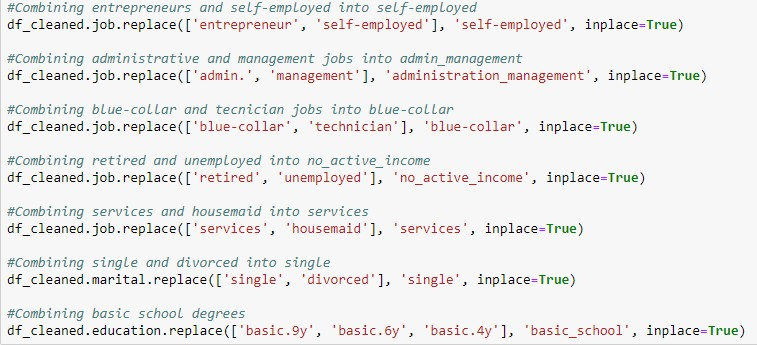 #Combining entrepreneurs and self-employed into self-employed
df_cleaned.job.replace(['entrepreneur', 'self-employed'], 'self-employed', inplace=True)
#Combining administrative and management jobs into admin_management
df_cleaned.job.replace(['admin.', 'management'], 'administration_management', inplace=True)
#Combining blue-collar and tecnician jobs into blue-collar
df_cleaned.job.replace(['blue-collar', 'technician'], 'blue-collar', inplace=True)
#Combining retired and unemployed into no_active_income
df_cleaned.job.replace(['retired', 'unemployed'], 'no_active_income', inplace=True)
#Combining services and housemaid into services
df_cleaned.job.replace(['services', 'housemaid'], 'services', inplace=True)
#Combining single and divorced into single
df_cleaned.marital.replace(['single', 'divorced'], 'single', inplace=True)
#Combining basic school degrees
df_cleaned.education.replace(['basic.9y', 'basic.6y', 'basic.4y'], 'basic_school', inplace=True)